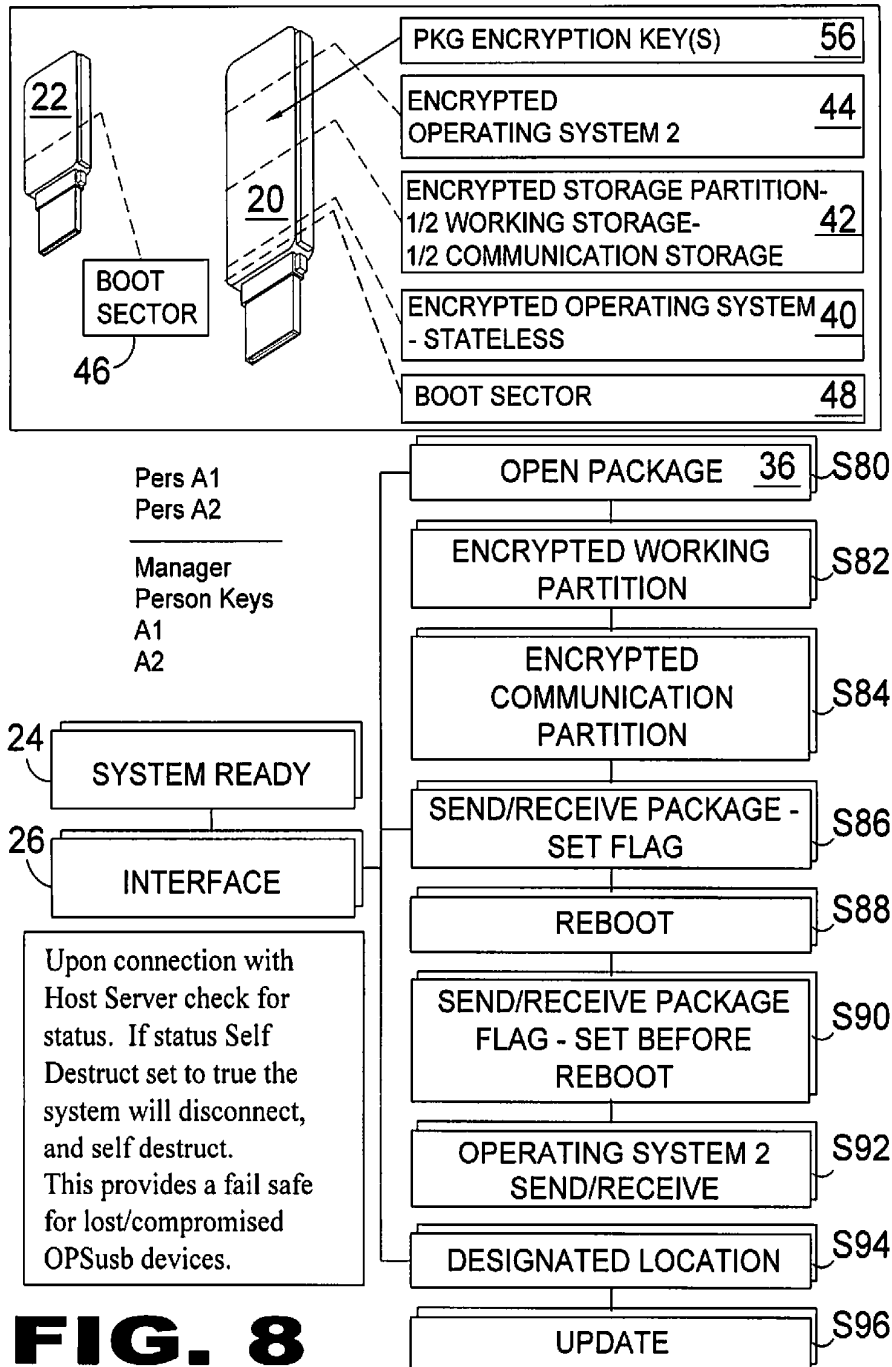 22
20
BOOT
SECTOR
46
PKG ENCRYPTION KEY(S) 56
ENCRYPTED
OPERATING SYSTEM 2 44
ENCRYPTED STORAGE PARTITION-
1/2 WORKING STORAGE- 42
1/2 COMMUNICATION STORAGE
ENCRYPTED OPERATING SYSTEM 40
- STATELESS
BOOT SECTOR 48
Pers A1
Pers A2
Manager
Person Keys
A1
A2
24
SYSTEM READY
26
INTERFACE
Upon connection with
Host Server check for
status. If status Self
Destruct set to true the
system will disconnect,
and self destruct.
This provides a fail safe
for lost/compromised
OPSusb devices.
OPEN PACKAGE 36 S80
ENCRYPTED WORKING
PARTITION S82
ENCRYPTED
COMMUNICATION
PARTITION S84
SEND/RECEIVE PACKAGE -
SET FLAG S86
REBOOT S88
SEND/RECEIVE PACKAGE
FLAG - SET BEFORE
REBOOT S90
OPERATING SYSTEM 2
SEND/RECEIVE S92
DESIGNATED LOCATION S94
UPDATE S96
FIG. 8